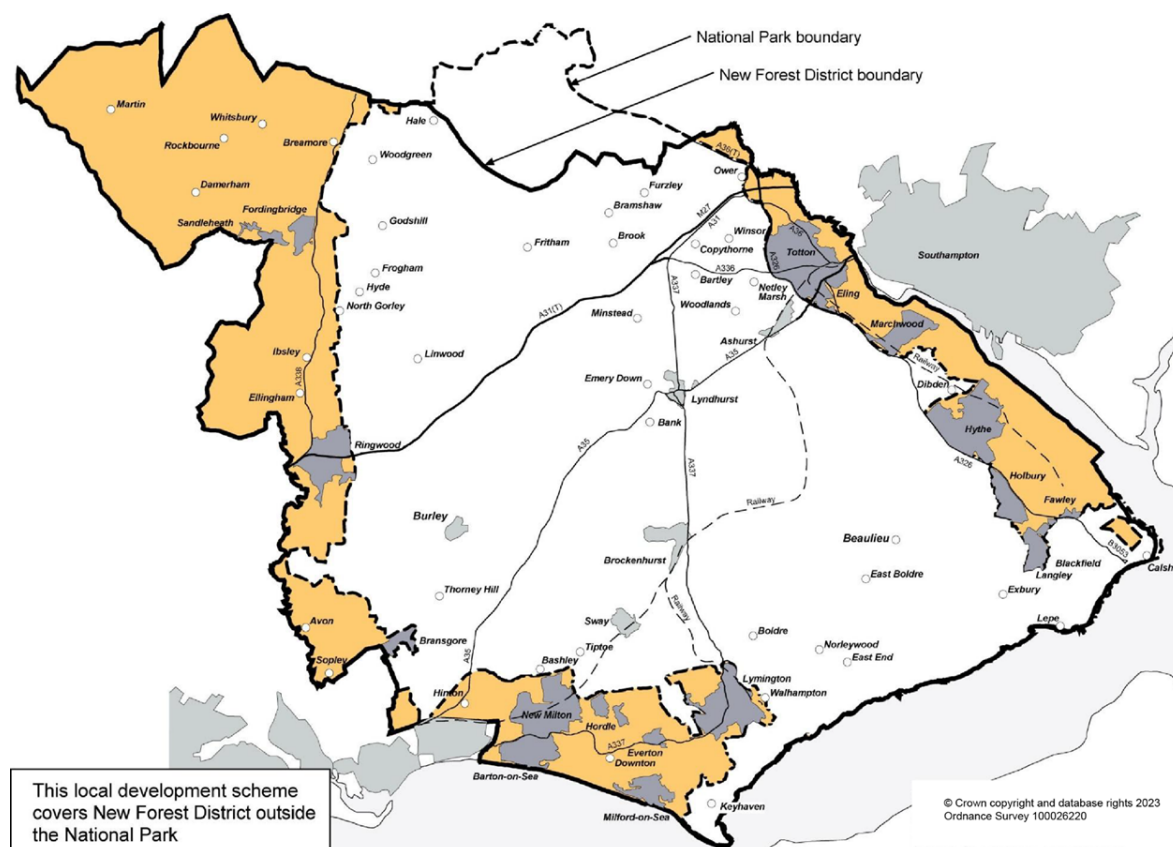 National Park boundary
New Forest District boundary
Martin
Whitsbury
Rockbourne
Breamore
Hale
Woodgreen
A36(T)
Ower
Damerham
Furzley
Fordingbridge
Sandleheath
Godshill
Bramshaw
M27
A31
Winsor
A36
Fritham
Brook
Copythorne
Totton
Southampton
Frogham
A336
A326
Hyde
A337
Bartley
Netley
Marsh
Eling
North Gorley
A31(T)
Minstead
Woodlands
Marchwood
Ashurst
A35
Ibsley
Linwood
Railway
A338
Emery Down
Dibden
Ellingham
Lyndhurst
Bank
Hythe
Ringwood
A35
A337
A326
Holbury
Railway
Fawley
Burley
Beaulieu
B3053
Brockenhurst
Blackfield
Calsh
East Boldre
Langley
Thorney Hill
Exbury
Railway
Avon
Sway
Lepe
Bransgore
Boldre
Tiptoe
Norleywood
A35
Bashley
East End
Sopley
Lymington
Hinton
Walhampton
New Milton
Hordle
A337
Everton
Downton
Barton-on-Sea
Keyhaven
Milford-on-Sea
This local development scheme
covers New Forest District outside
the National Park
© Crown copyright and database rights 2023
Ordnance Survey 100026220